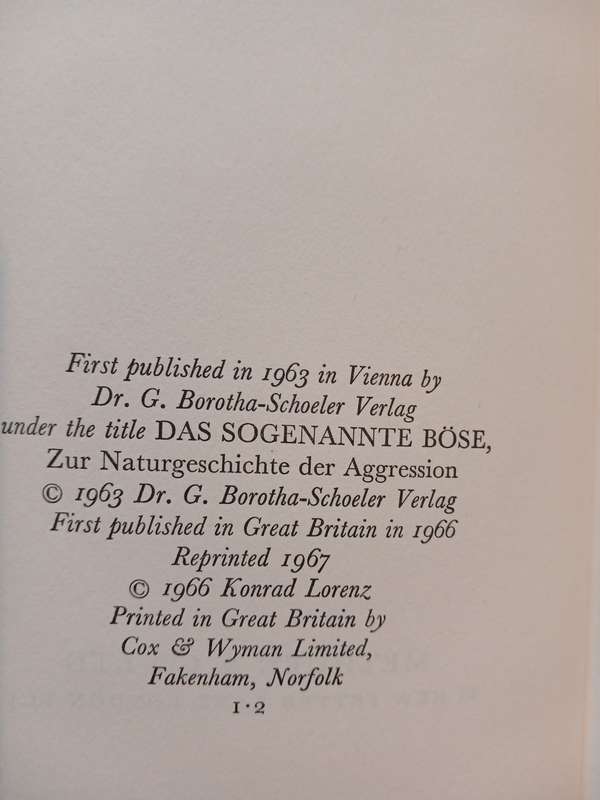 First published in 1963 in Vienna by
Dr. G. Borotha-Schoeler Verlag
under the title DAS SOGENANNTE BÖSE,
Zur Naturgeschichte der Aggression
© 1963 Dr. G. Borotha-Schoeler Verlag
First published in Great Britain in 1966
Reprinted 1967
© 1966 Konrad Lorenz
Printed in Great Britain by
Cox & Wyman Limited,
Fakenham, Norfolk
1·2